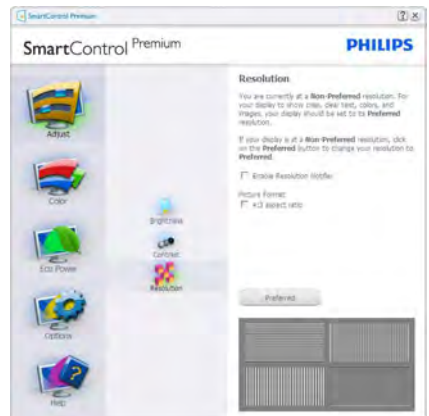 SmartControl Premium
SmartControl Premium
PHILIPS
Adjust
Color
Eco Power
Options
Help
Brightness
Contrast
Resolution
Resolution
You are currently at a Non-Preferred resolution. For
your display to show crisp, clear text, colors, and
images, your display should be set to its Preferred
resolution.
If your display is at a Non-Preferred resolution, click
on the Preferred button to change your resolution to
Preferred.
Enable Resolution Notifier
Picture Format
4:3 aspect ratio
Preferred